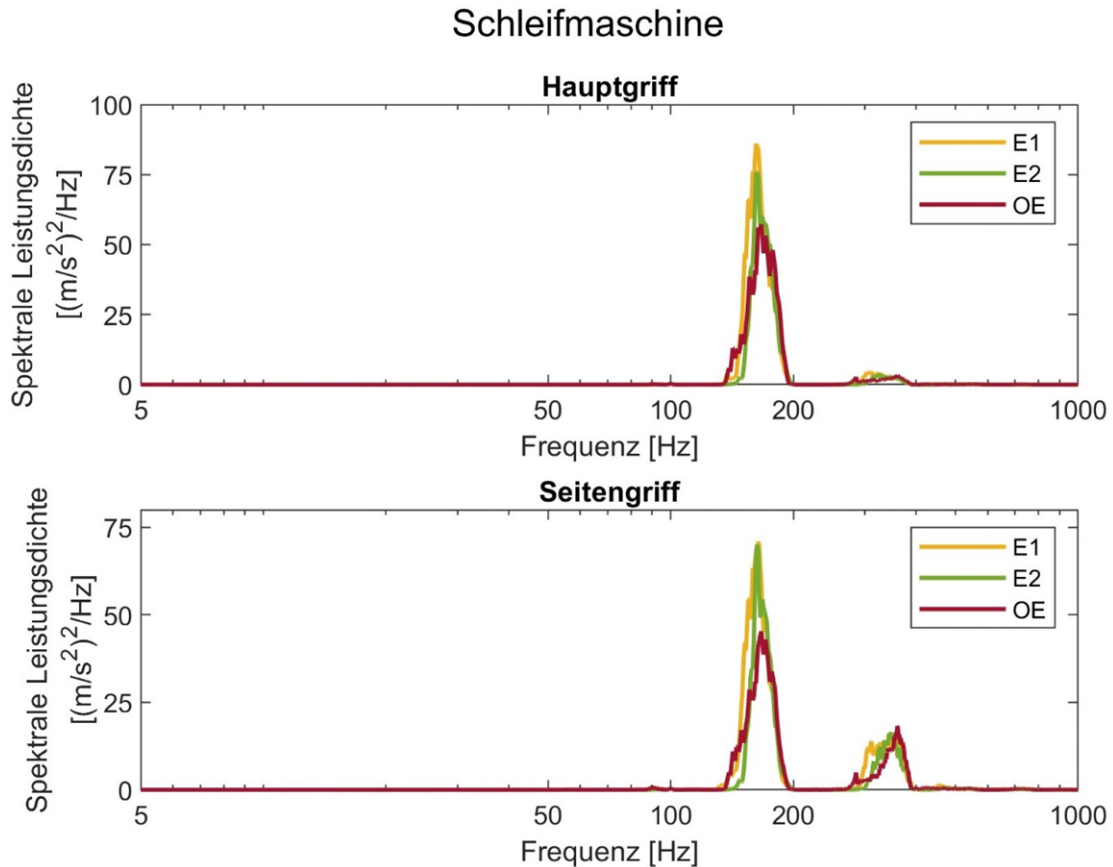 Schleifmaschine
Hauptgriff
Spektrale Leistungsdichte
[(m/s²)²/Hz]
100
75
50
25
0
E1
E2
OE
5
50
100
200
1000
Frequenz [Hz]
Seitengriff
Spektrale Leistungsdichte
[(m/s²)²/Hz]
75
50
25
0
E1
E2
OE
5
50
100
200
1000
Frequenz [Hz]